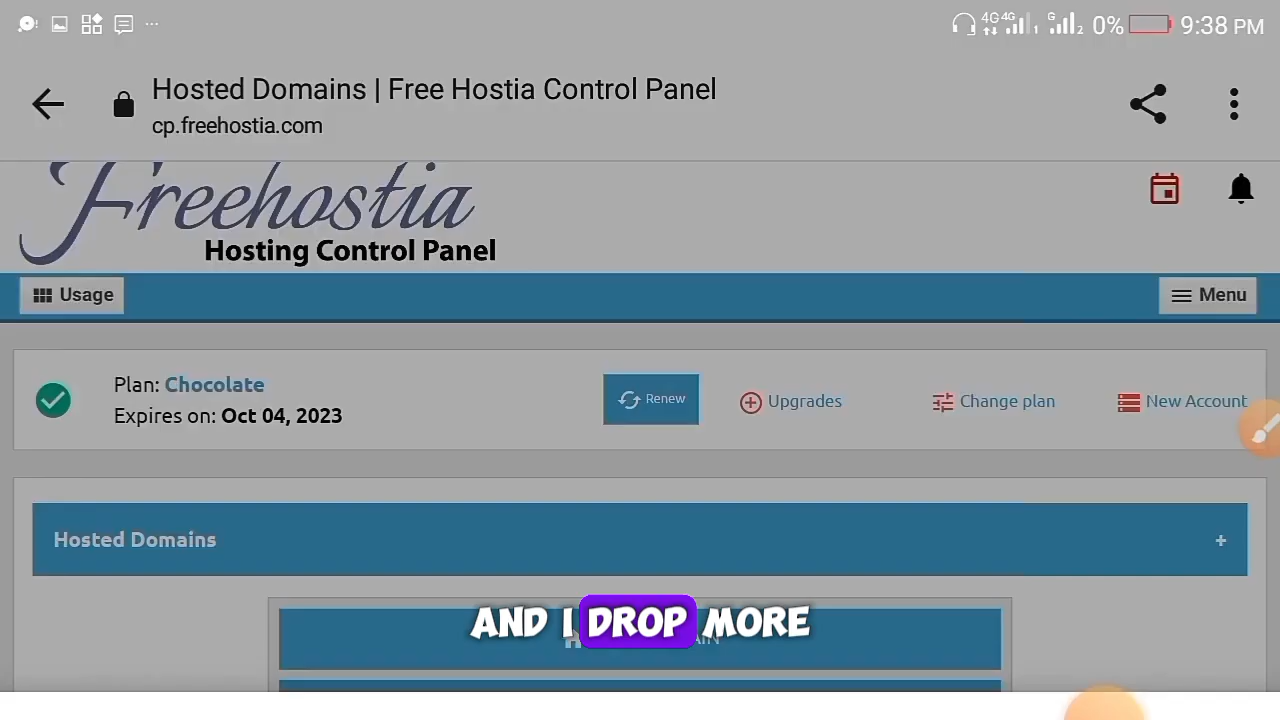 4G 4G 1 G 2 0% 9:38 PM
Hosted Domains | Free Hostia Control Panel
cp.freehostia.com
Freehostia
Hosting Control Panel
Usage
Menu
Plan: Chocolate
Expires on: Oct 04, 2023
Renew
Upgrades
Change plan
New Account
Hosted Domains
+
AND I DROP MORE